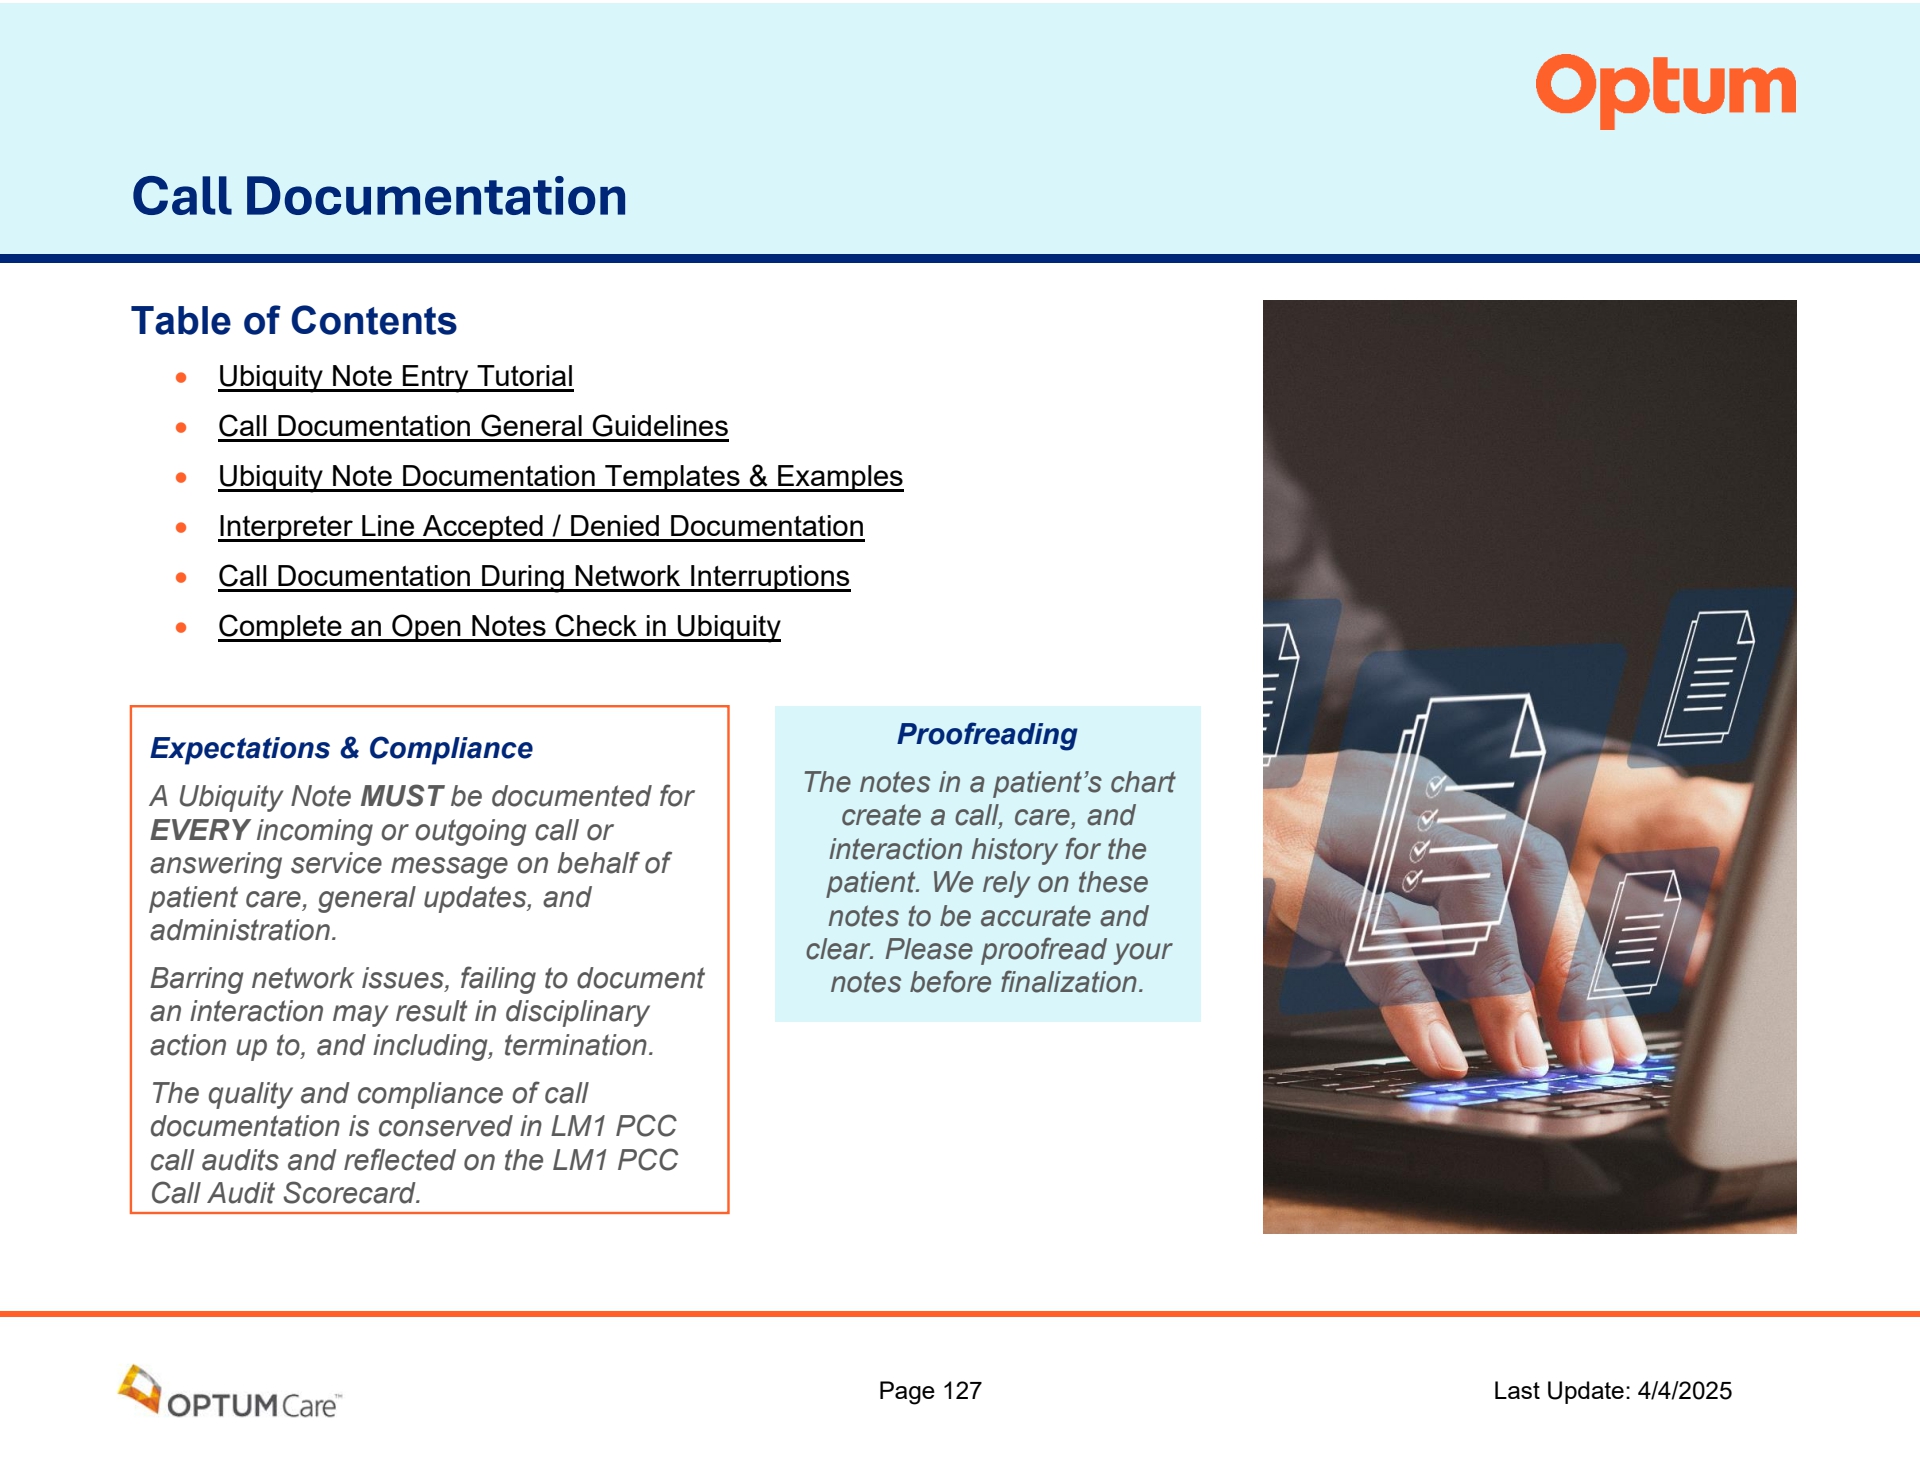 Optum
Call Documentation
Table of Contents
• Ubiquity Note Entry Tutorial
• Call Documentation General Guidelines
• Ubiquity Note Documentation Templates & Examples
• Interpreter Line Accepted / Denied Documentation
• Call Documentation During Network Interruptions
• Complete an Open Notes Check in Ubiquity
Expectations & Compliance
A Ubiquity Note MUST be documented for
EVERY incoming or outgoing call or
answering service message on behalf of
patient care, general updates, and
administration.
Barring network issues, failing to document
an interaction may result in disciplinary
action up to, and including, termination.
The quality and compliance of call
documentation is conserved in LM1 PCC
call audits and reflected on the LM1 PCC
Call Audit Scorecard.
Proofreading
The notes in a patient’s chart
create a call, care, and
interaction history for the
patient. We rely on these
notes to be accurate and
clear. Please proofread your
notes before finalization.
OPTUMCare™
Page 127
Last Update: 4/4/2025